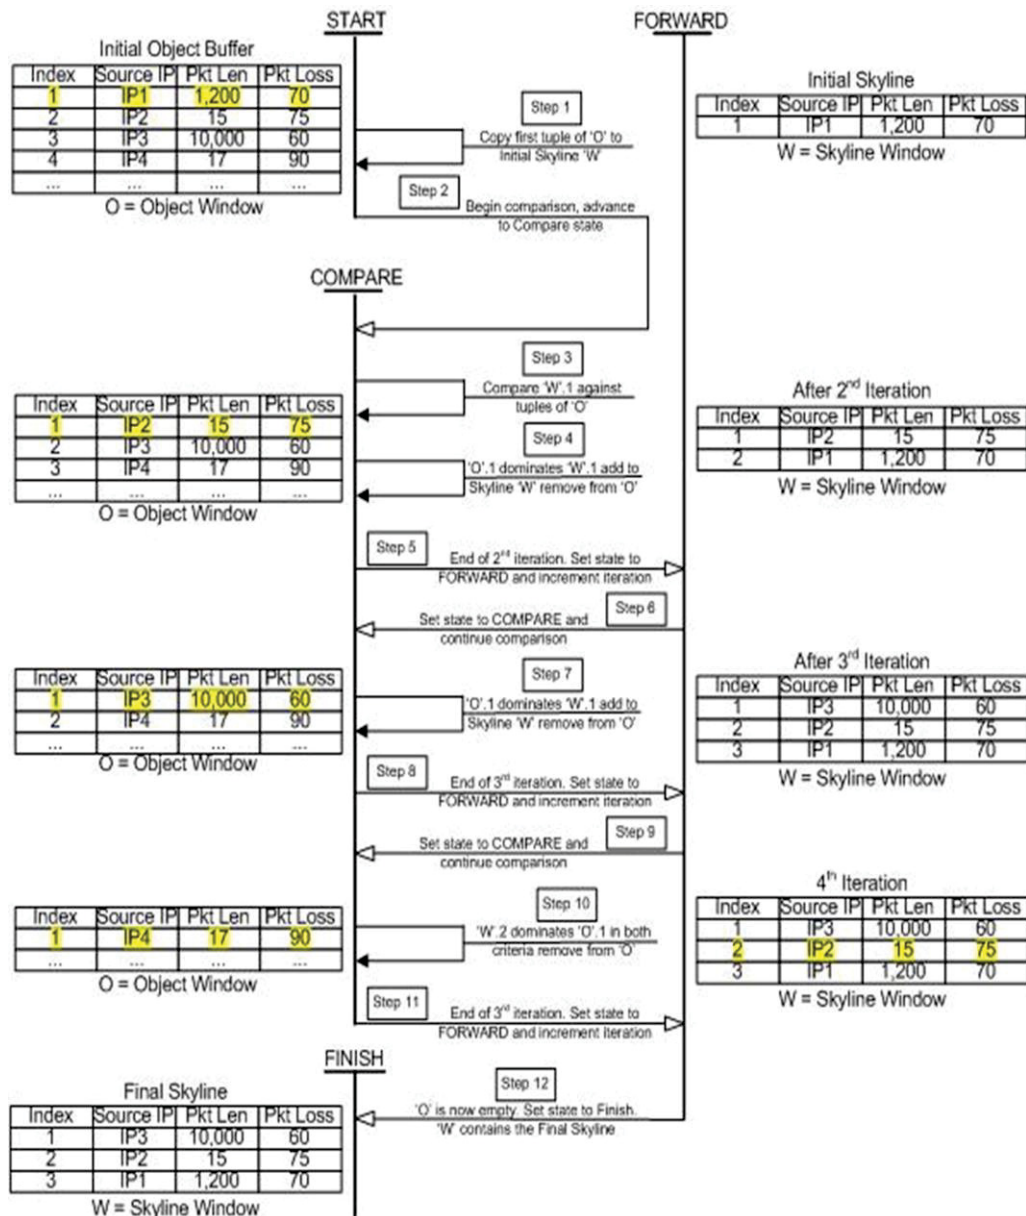 START
FORWARD
Initial Object Buffer
Index Source IP Pkt Len Pkt Loss
1 IP1 1,200 70
2 IP2 15 75
3 IP3 10,000 60
4 IP4 17 90
... ... ... ...
O = Object Window
Step 1
Copy first tuple of 'O' to
Initial Skyline 'W'
Initial Skyline
Index Source IP Pkt Len Pkt Loss
1 IP1 1,200 70
W = Skyline Window
Step 2
Begin comparison, advance
to Compare state
COMPARE
Step 3
Compare 'W'.1 against
tuples of 'O'
Index Source IP Pkt Len Pkt Loss
1 IP2 15 75
2 IP3 10,000 60
3 IP4 17 90
... ... ... ...
O = Object Window
Step 4
'O'.1 dominates 'W'.1 add to
Skyline 'W' remove from 'O'
After 2nd Iteration
Index Source IP Pkt Len Pkt Loss
1 IP2 15 75
2 IP1 1,200 70
W = Skyline Window
Step 5
End of 2nd iteration. Set state to
FORWARD and increment iteration
Step 6
Set state to COMPARE and
continue comparison
Index Source IP Pkt Len Pkt Loss
1 IP3 10,000 60
2 IP4 17 90
... ... ... ...
O = Object Window
Step 7
'O'.1 dominates 'W'.1 add to
Skyline 'W' remove from 'O'
After 3rd Iteration
Index Source IP Pkt Len Pkt Loss
1 IP3 10,000 60
2 IP2 15 75
3 IP1 1,200 70
W = Skyline Window
Step 8
End of 3rd iteration. Set state to
FORWARD and increment iteration
Step 9
Set state to COMPARE and
continue comparison
Index Source IP Pkt Len Pkt Loss
1 IP4 17 90
... ... ... ...
O = Object Window
Step 10
'W'.2 dominates 'O'.1 in both
criteria remove from 'O'
4th Iteration
Index Source IP Pkt Len Pkt Loss
1 IP3 10,000 60
2 IP2 15 75
3 IP1 1,200 70
W = Skyline Window
Step 11
End of 3rd iteration. Set state to
FORWARD and increment iteration
FINISH
Step 12
'O' is now empty. Set state to Finish.
'W' contains the Final Skyline
Final Skyline
Index Source IP Pkt Len Pkt Loss
1 IP3 10,000 60
2 IP2 15 75
3 IP1 1,200 70
W = Skyline Window